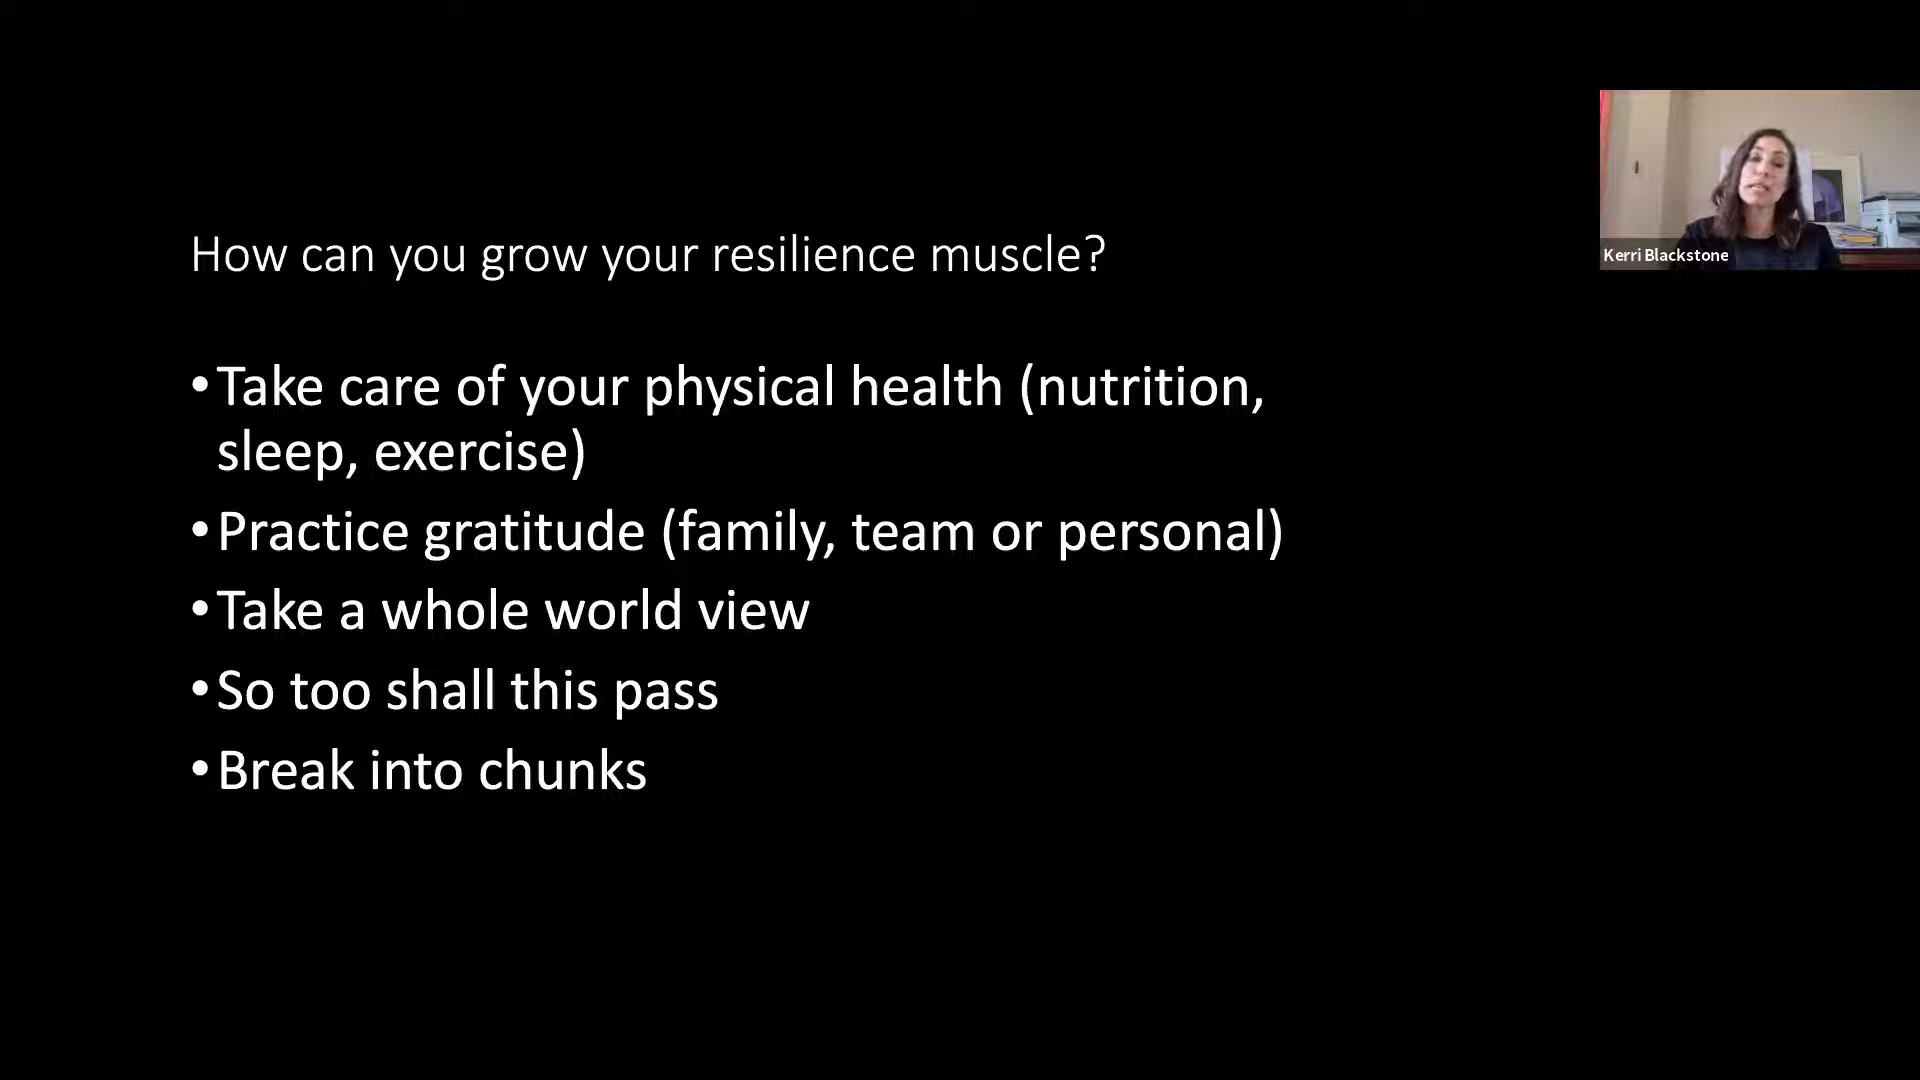 How can you grow your resilience muscle?
•Take care of your physical health (nutrition,
sleep, exercise)
•Practice gratitude (family, team or personal)
•Take a whole world view
•So too shall this pass
•Break into chunks
Kerri Blackstone